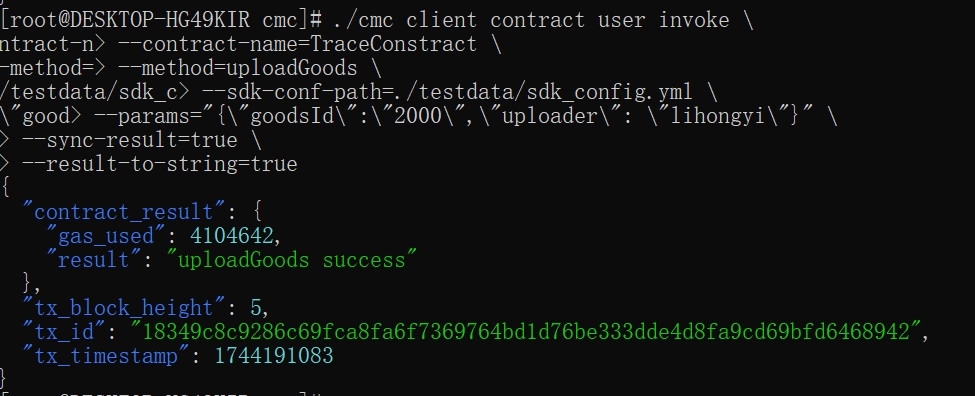 [root@DESKTOP-HG49KIR cmc]# ./cmc client contract user invoke \
ntract-n> --contract-name=TraceConstract \
-method=> --method=uploadGoods \
/testdata/sdk_c> --sdk-conf-path=./testdata/sdk_config.yml \
\"good> --params="{\"goodsId\":\"2000\",\"uploader\": \"lihongyi\"}" \
> --sync-result=true \
> --result-to-string=true
{
"contract_result": {
"gas_used": 4104642,
"result": "uploadGoods success"
},
"tx_block_height": 5,
"tx_id": "18349c8c9286c69fca8fa6f7369764bd1d76be333dde4d8fa9cd69bfd6468942",
"tx_timestamp": 1744191083
}